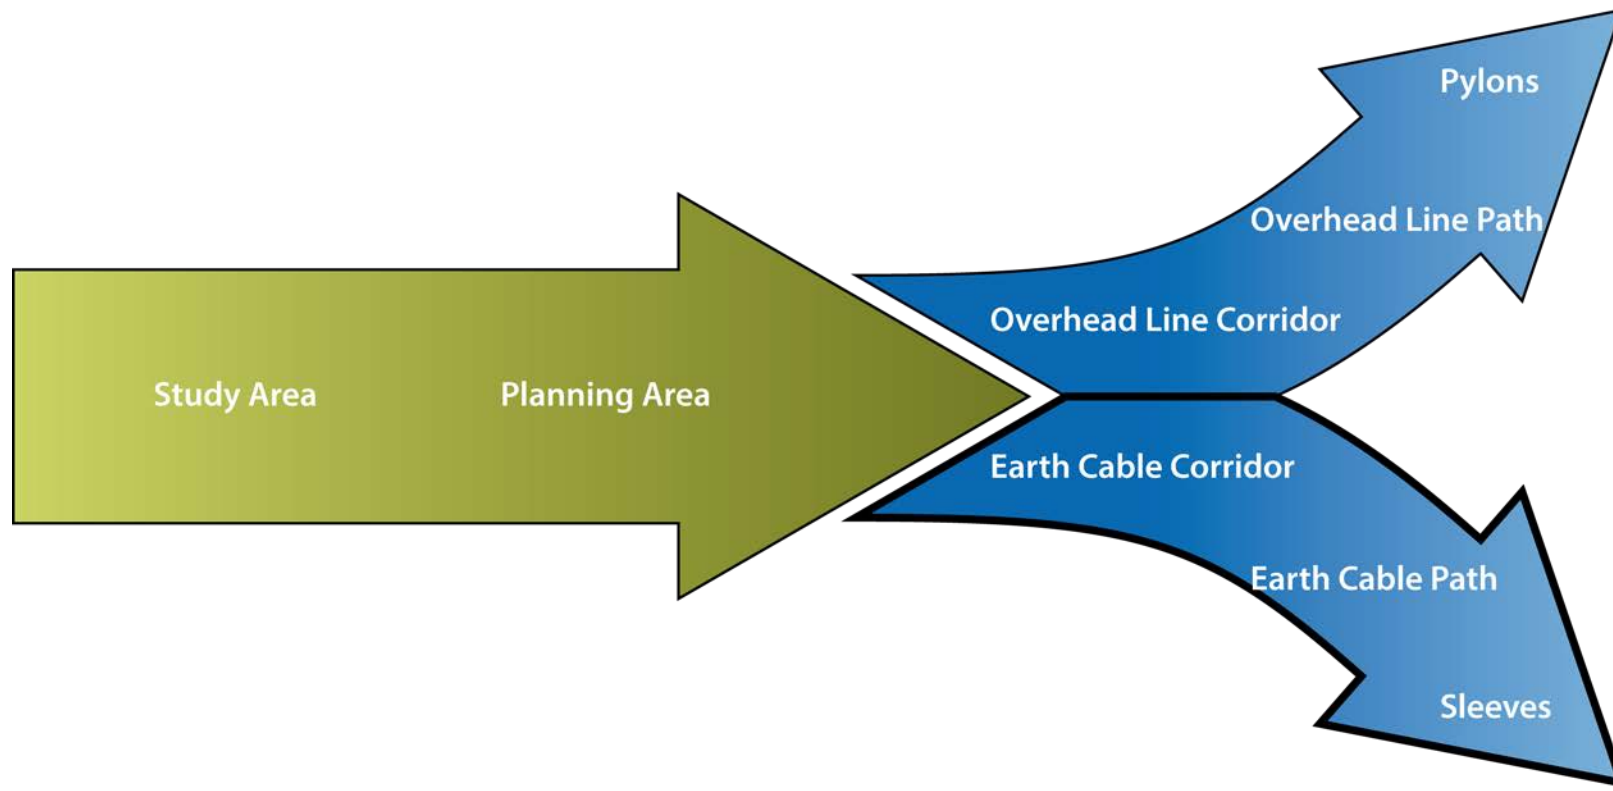 Study Area
Planning Area
Overhead Line Corridor
Overhead Line Path
Pylons
Earth Cable Corridor
Earth Cable Path
Sleeves